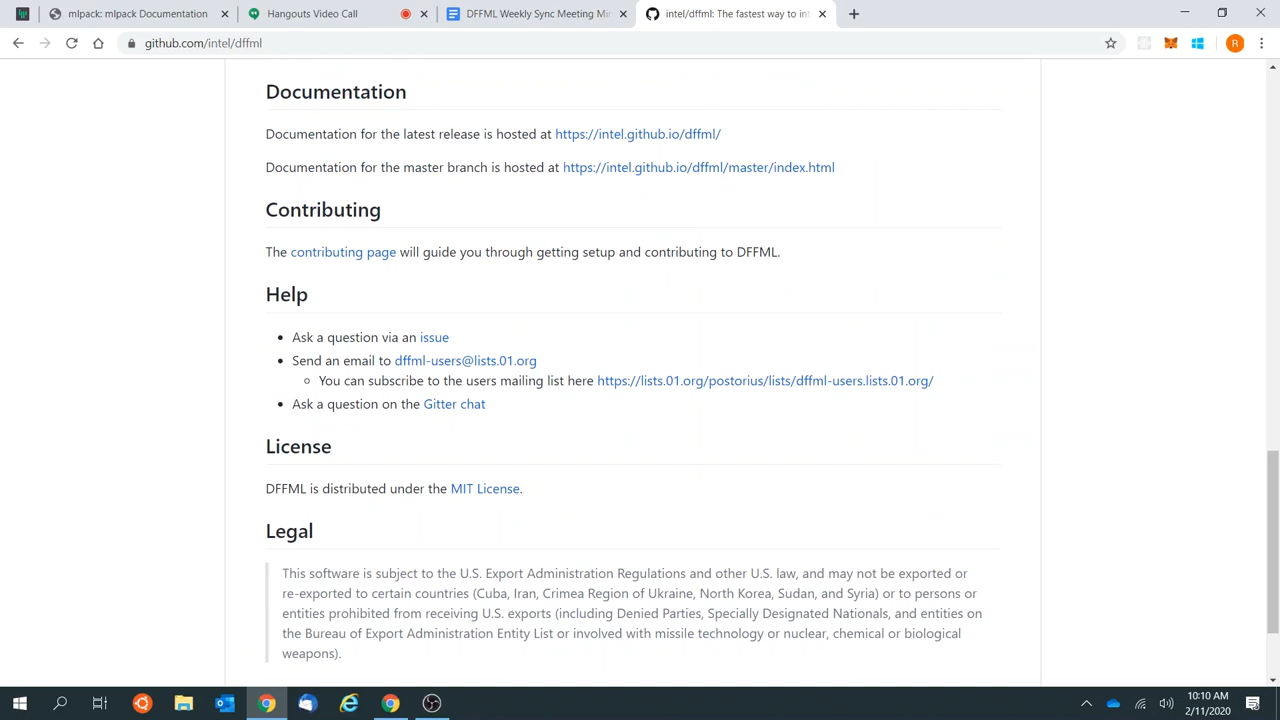 mlpack: mlpack Documentation
Hangouts Video Call
DFFML Weekly Sync Meeting Min
intel/dffml: The fastest way to in
github.com/intel/dffml
R
Documentation
Documentation for the latest release is hosted at https://intel.github.io/dffml/
Documentation for the master branch is hosted at https://intel.github.io/dffml/master/index.html
Contributing
The contributing page will guide you through getting setup and contributing to DFFML.
Help
Ask a question via an issue
Send an email to dffml-users@lists.01.org
You can subscribe to the users mailing list here https://lists.01.org/postorius/lists/dffml-users.lists.01.org/
Ask a question on the Gitter chat
License
DFFML is distributed under the MIT License.
Legal
This software is subject to the U.S. Export Administration Regulations and other U.S. law, and may not be exported or
re-exported to certain countries (Cuba, Iran, Crimea Region of Ukraine, North Korea, Sudan, and Syria) or to persons or
entities prohibited from receiving U.S. exports (including Denied Parties, Specially Designated Nationals, and entities on
the Bureau of Export Administration Entity List or involved with missile technology or nuclear, chemical or biological
weapons).
10:10 AM
2/11/2020